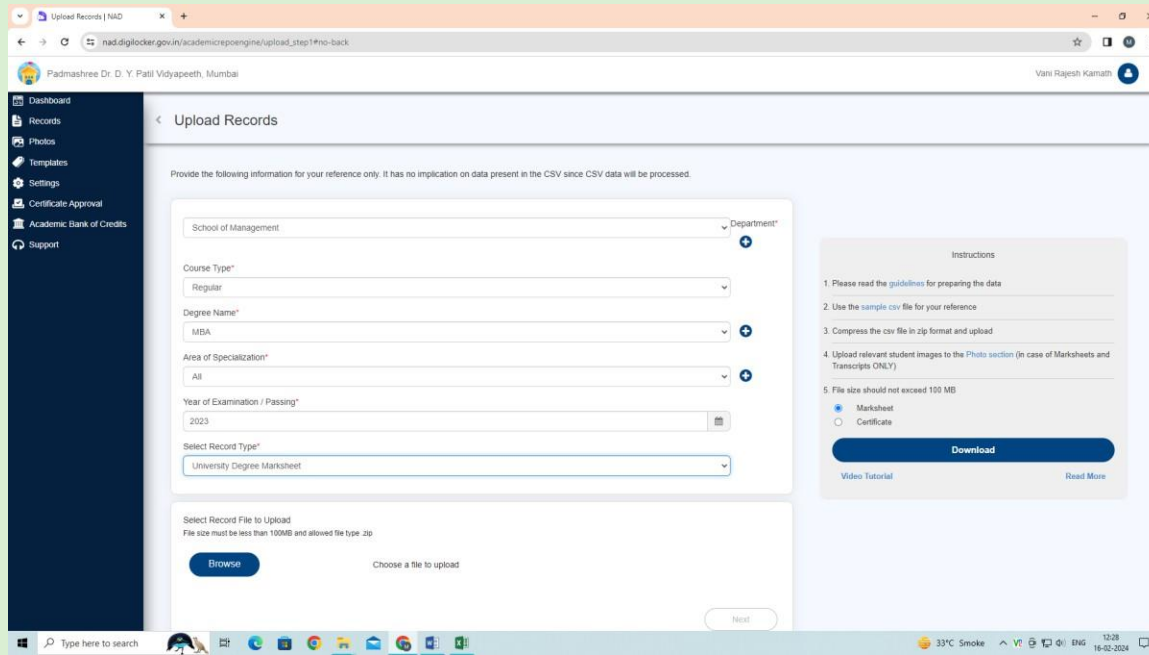 Upload Records | NAD
nad.digilocker.gov.in/academicrepoengine/upload_step1#no-back
Padmashree Dr. D. Y. Patil Vidyapeeth, Mumbai
Vani Rajesh Kamath
Dashboard
Records
Photos
Templates
Settings
Certificate Approval
Academic Bank of Credits
Support
Upload Records
Provide the following information for your reference only. It has no implication on data present in the CSV since CSV data will be processed.
School of Management
Department*
Course Type*
Regular
Degree Name*
MBA
Area of Specialization*
All
Year of Examination / Passing*
2023
Select Record Type*
University Degree Marksheet
Select Record File to Upload
File size must be less than 100MB and allowed file type .zip
Browse
Choose a file to upload
Next
Instructions
1. Please read the guidelines for preparing the data
2. Use the sample csv file for your reference
3. Compress the csv file in zip format and upload
4. Upload relevant student images to the Photo section (in case of Marksheets and
Transcripts ONLY)
5. File size should not exceed 100 MB
Marksheet
Certificate
Download
Video Tutorial
Read More
Type here to search
33°C Smoke
ENG
12:28
16-02-2024